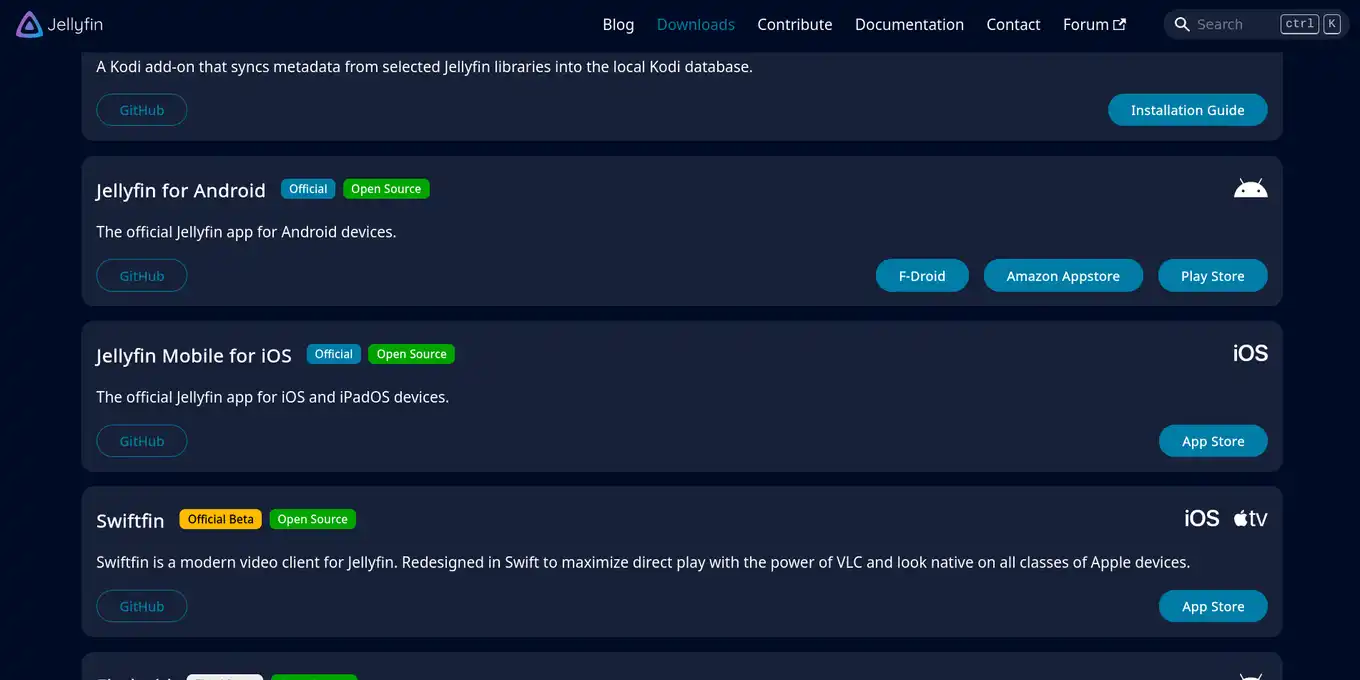 Jellyfin Blog Downloads Contribute Documentation Contact Forum Search ctrl K
A Kodi add-on that syncs metadata from selected Jellyfin libraries into the local Kodi database.
GitHub Installation Guide
Jellyfin for Android Official Open Source
The official Jellyfin app for Android devices.
GitHub F-Droid Amazon Appstore Play Store
Jellyfin Mobile for iOS Official Open Source iOS
The official Jellyfin app for iOS and iPadOS devices.
GitHub App Store
Swiftfin Official Beta Open Source iOS tv
Swiftfin is a modern video client for Jellyfin. Redesigned in Swift to maximize direct play with the power of VLC and look native on all classes of Apple devices.
GitHub App Store